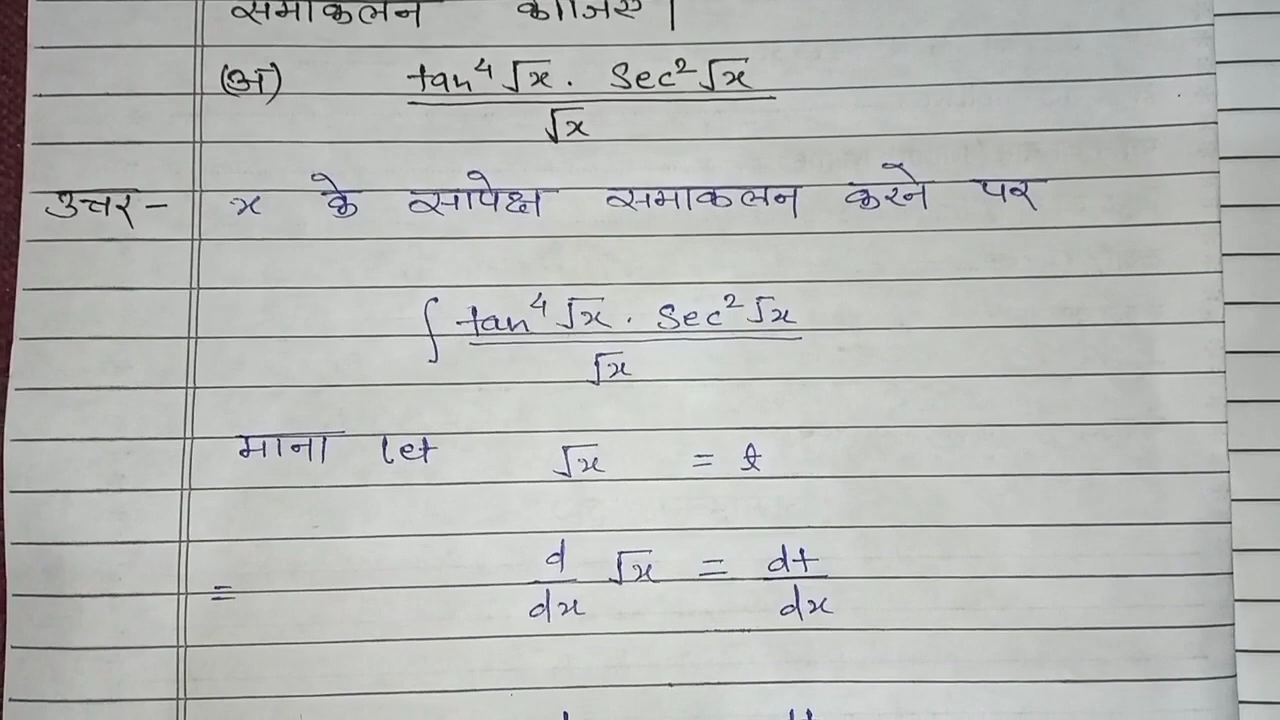 समाकलन कीजिए।
(अ) tan⁴ √x . Sec² √x
√x
उत्तर – x के सापेक्ष समाकलन करने पर
∫ tan⁴ √x . Sec² √x
√x
माना let √x = t
= d/dx √x = dt/dx